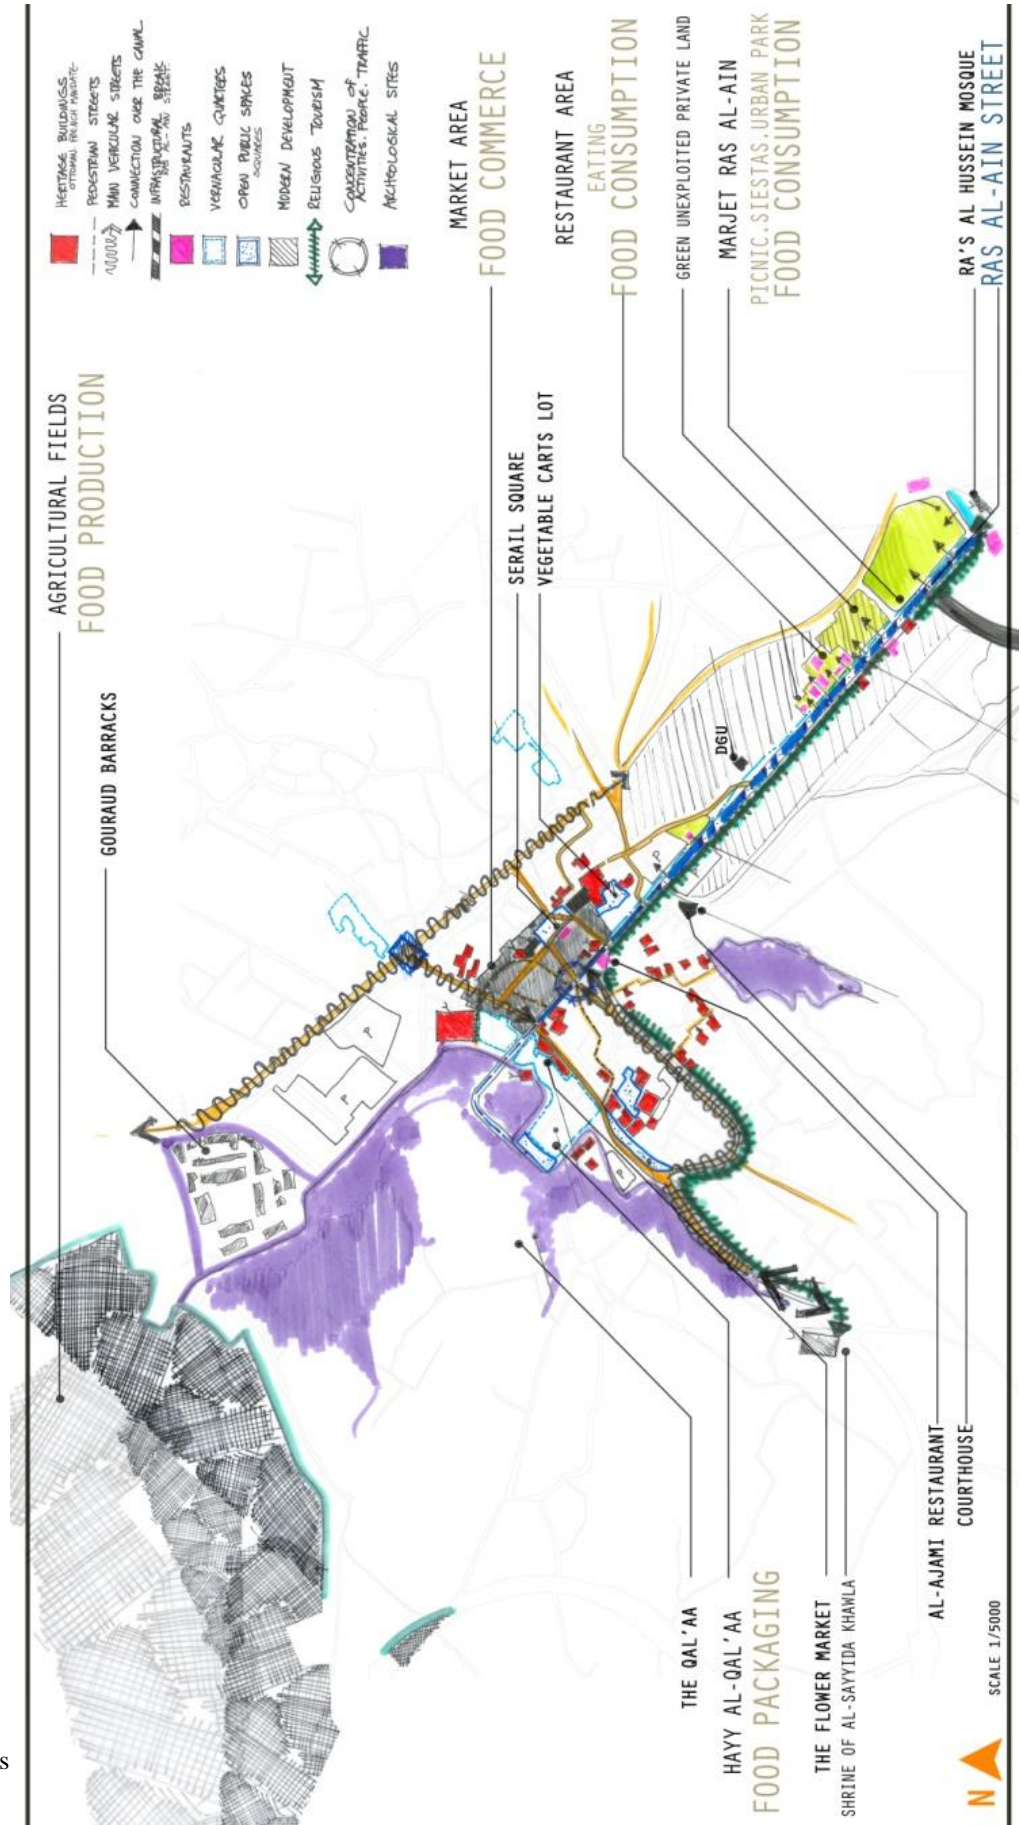 HERITAGE BUILDINGS
OTTOMAN. FRENCH MANDATE-
PEDESTRIAN STREETS
MAIN VEHICULAR STREETS
CONNECTION OVER THE CANAL
INFRASTRUCTURAL BREAK
RAS AL-AIN STREET.
RESTAURANTS
VERNACULAR QUARTERS
OPEN PUBLIC SPACES
SQUARES
MODERN DEVELOPMENT
RELIGIOUS TOURISM
CONCENTRATION OF
ACTIVITIES. PEOPLE. TRAFFIC
ARCHEOLOGICAL SITES
AGRICULTURAL FIELDS
FOOD PRODUCTION
GOURAUD BARRACKS
MARKET AREA
FOOD COMMERCE
SERAIL SQUARE
VEGETABLE CARTS LOT
RESTAURANT AREA
EATING
FOOD CONSUMPTION
GREEN UNEXPLOITED PRIVATE LAND
MARJET RAS AL-AIN
PICNIC.SIESTAS.URBAN PARK
FOOD CONSUMPTION
RA'S AL HUSSEIN MOSQUE
RAS AL-AIN STREET
DGU
P
P
P
P
THE QAL'AA
HAYY AL-QAL'AA
FOOD PACKAGING
THE FLOWER MARKET
SHRINE OF AL-SAYYIDA KHAWLA
AL-AJAMI RESTAURANT
COURTHOUSE
SCALE 1/5000
N
s